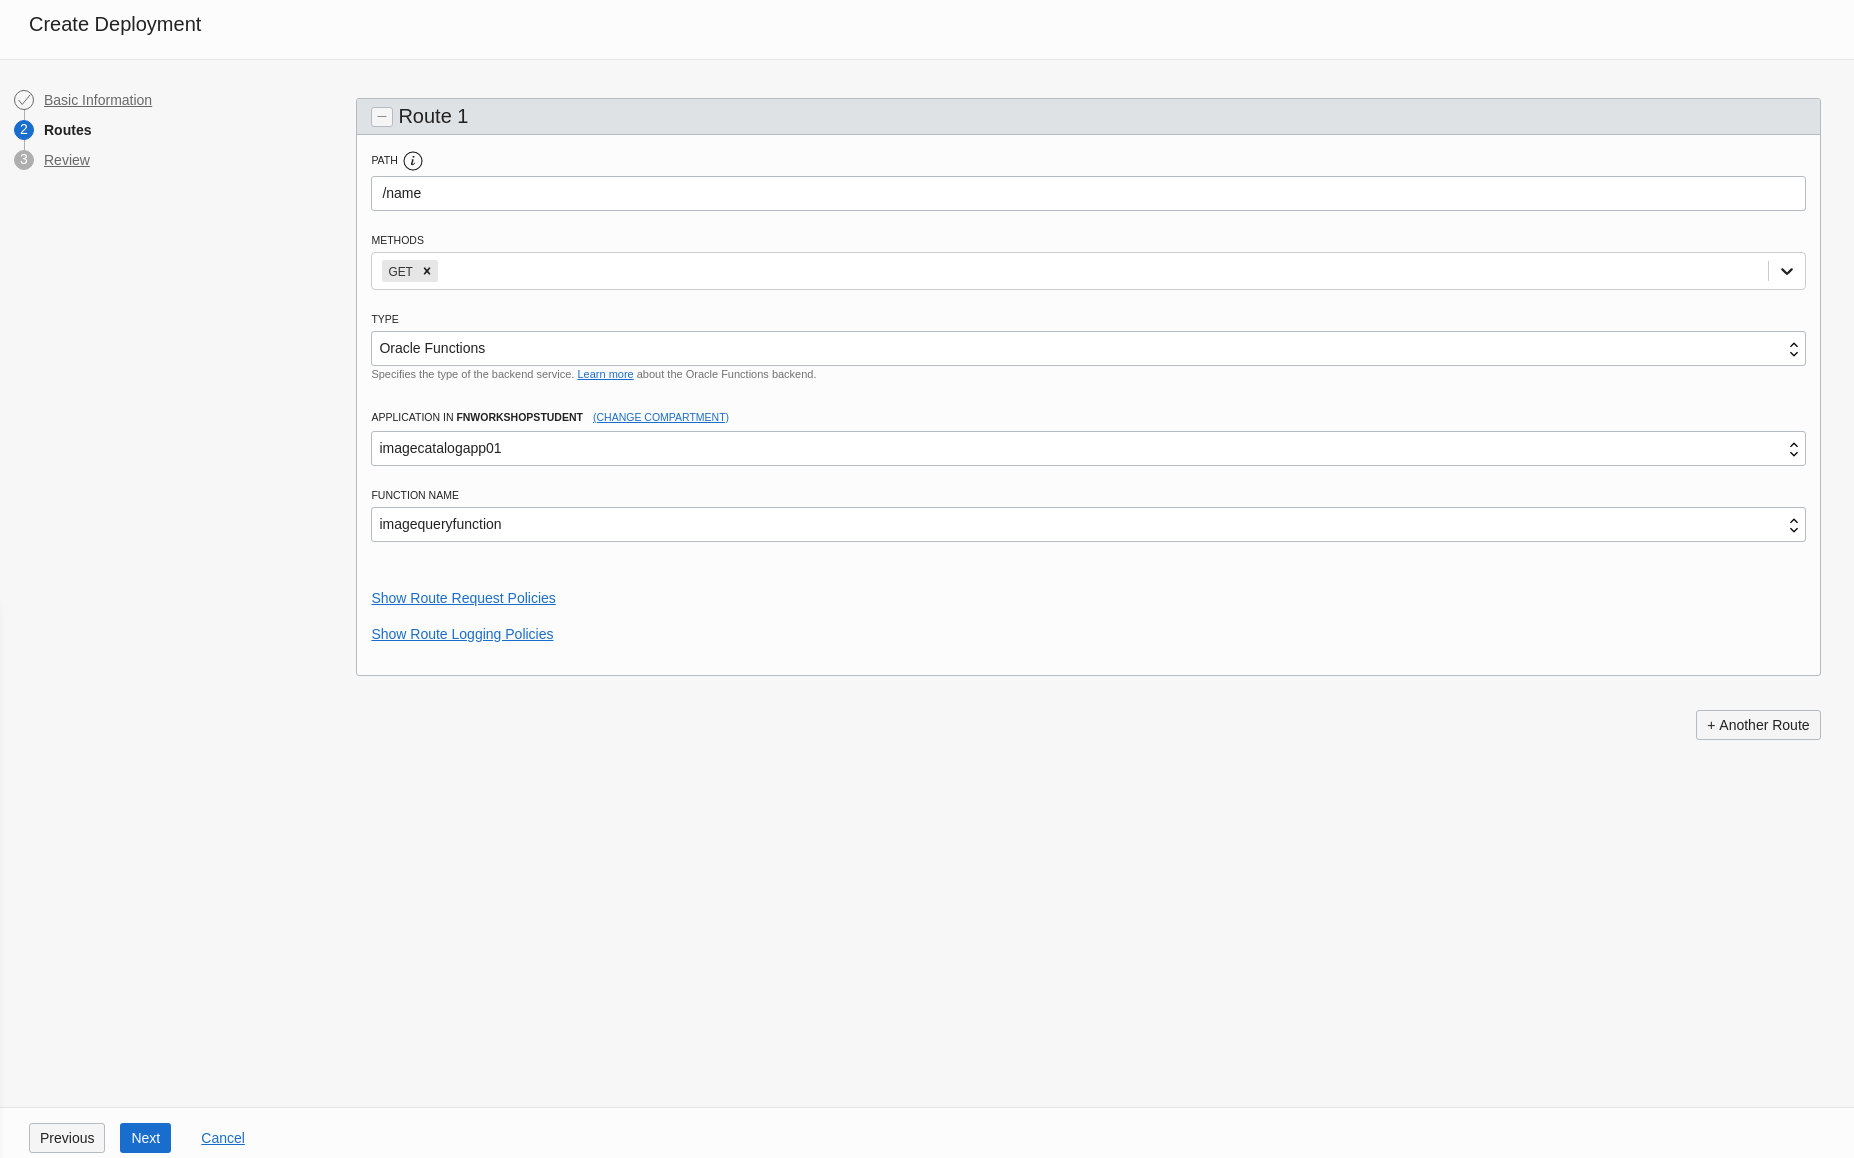 Create Deployment
Basic Information
2 Routes
3 Review
Route 1
PATH i
/name
METHODS
GET ×
TYPE
Oracle Functions
Specifies the type of the backend service. Learn more about the Oracle Functions backend.
APPLICATION IN FNWORKSHOPSTUDENT (CHANGE COMPARTMENT)
imagecatalogapp01
FUNCTION NAME
imagequeryfunction
Show Route Request Policies
Show Route Logging Policies
+ Another Route
Previous Next Cancel